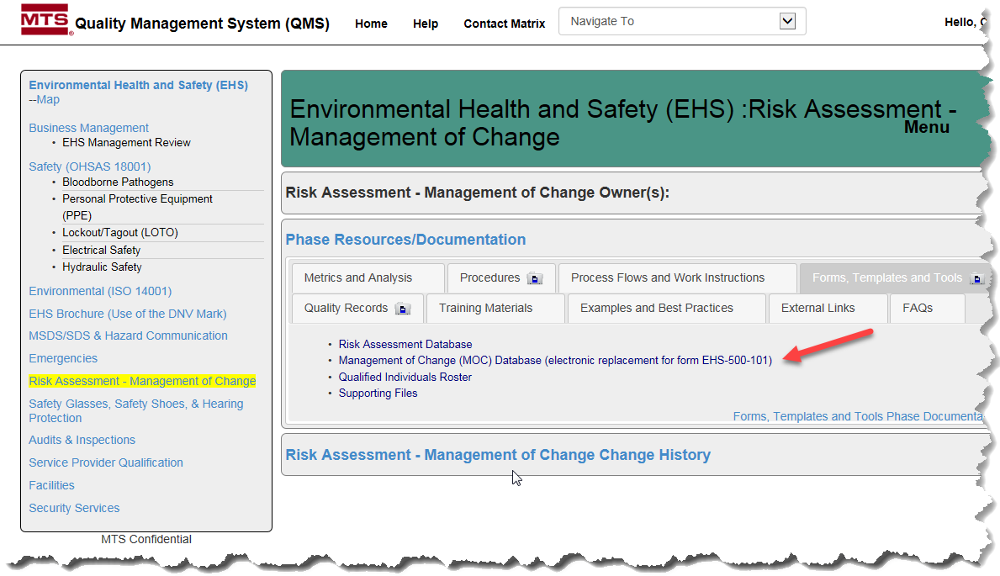 MTS® Quality Management System (QMS) Home Help Contact Matrix Navigate To Hello,
Environmental Health and Safety (EHS)
--Map
Business Management
• EHS Management Review
Safety (OHSAS 18001)
• Bloodborne Pathogens
• Personal Protective Equipment
(PPE)
• Lockout/Tagout (LOTO)
• Electrical Safety
• Hydraulic Safety
Environmental (ISO 14001)
EHS Brochure (Use of the DNV Mark)
MSDS/SDS & Hazard Communication
Emergencies
Risk Assessment - Management of Change
Safety Glasses, Safety Shoes, & Hearing
Protection
Audits & Inspections
Service Provider Qualification
Facilities
Security Services
MTS Confidential
Environmental Health and Safety (EHS) :Risk Assessment -
Management of Change
Menu
Risk Assessment - Management of Change Owner(s):
Phase Resources/Documentation
Metrics and Analysis Procedures Process Flows and Work Instructions Forms, Templates and Tools
Quality Records Training Materials Examples and Best Practices External Links FAQs
• Risk Assessment Database
• Management of Change (MOC) Database (electronic replacement for form EHS-500-101)
• Qualified Individuals Roster
• Supporting Files
Forms, Templates and Tools Phase Documenta
Risk Assessment - Management of Change Change History